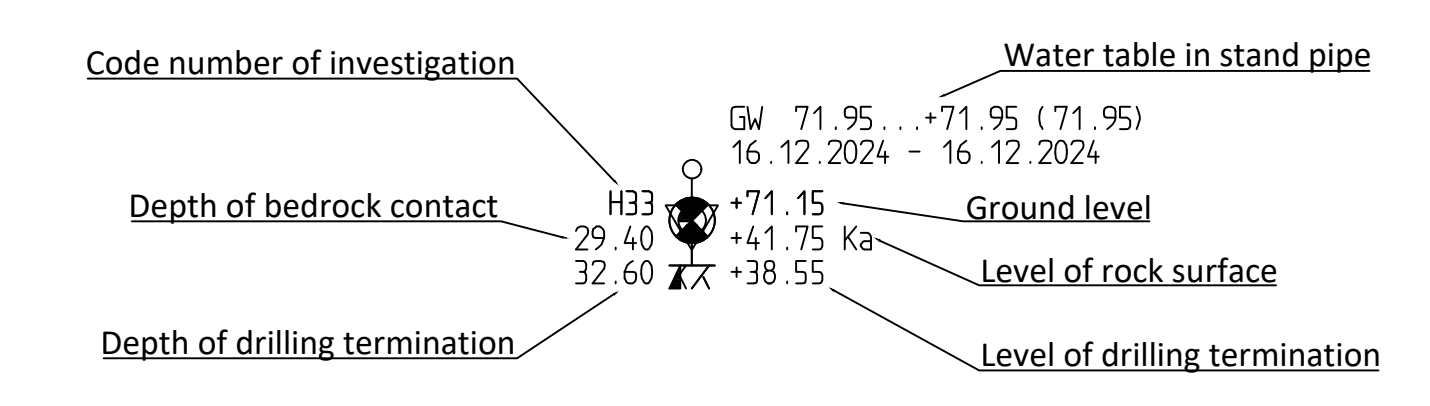 Code number of investigation
Water table in stand pipe
GW 71.95...+71.95 (71.95)
16.12.2024 - 16.12.2024
H33 +71.15
Depth of bedrock contact
Ground level
29.40 +41.75 Ka
Level of rock surface
32.60 +38.55
Depth of drilling termination
Level of drilling termination